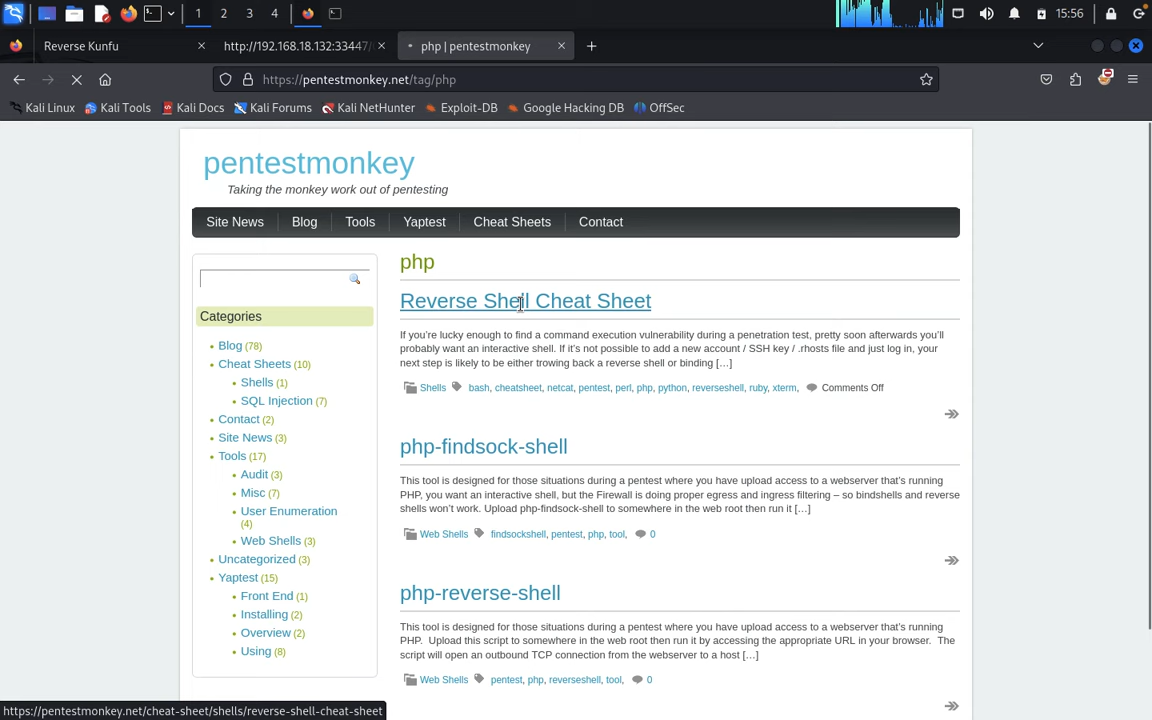 1
2
3
4
15:56
Reverse Kunfu
http://192.168.18.132:33447/
php | pentestmonkey
https://pentestmonkey.net/tag/php
Kali Linux
Kali Tools
Kali Docs
Kali Forums
Kali NetHunter
Exploit-DB
Google Hacking DB
OffSec
pentestmonkey
Taking the monkey work out of pentesting
Site News
Blog
Tools
Yaptest
Cheat Sheets
Contact
Categories
Blog (78)
Cheat Sheets (10)
Shells (1)
SQL Injection (7)
Contact (2)
Site News (3)
Tools (17)
Audit (3)
Misc (7)
User Enumeration
(4)
Web Shells (3)
Uncategorized (3)
Yaptest (15)
Front End (1)
Installing (2)
Overview (2)
Using (8)
php
Reverse Shell Cheat Sheet
If you're lucky enough to find a command execution vulnerability during a penetration test, pretty soon afterwards you'll
probably want an interactive shell. If it's not possible to add a new account / SSH key / .rhosts file and just log in, your
next step is likely to be either trowing back a reverse shell or binding […]
Shells bash, cheatsheet, netcat, pentest, perl, php, python, reverseshell, ruby, xterm, Comments Off
php-findsock-shell
This tool is designed for those situations during a pentest where you have upload access to a webserver that's running
PHP, you want an interactive shell, but the Firewall is doing proper egress and ingress filtering – so bindshells and reverse
shells won't work. Upload php-findsock-shell to somewhere in the web root then run it […]
Web Shells findsockshell, pentest, php, tool, 0
php-reverse-shell
This tool is designed for those situations during a pentest where you have upload access to a webserver that's running
PHP.  Upload this script to somewhere in the web root then run it by accessing the appropriate URL in your browser.  The
script will open an outbound TCP connection from the webserver to a host […]
Web Shells pentest, php, reverseshell, tool, 0
https://pentestmonkey.net/cheat-sheet/shells/reverse-shell-cheat-sheet